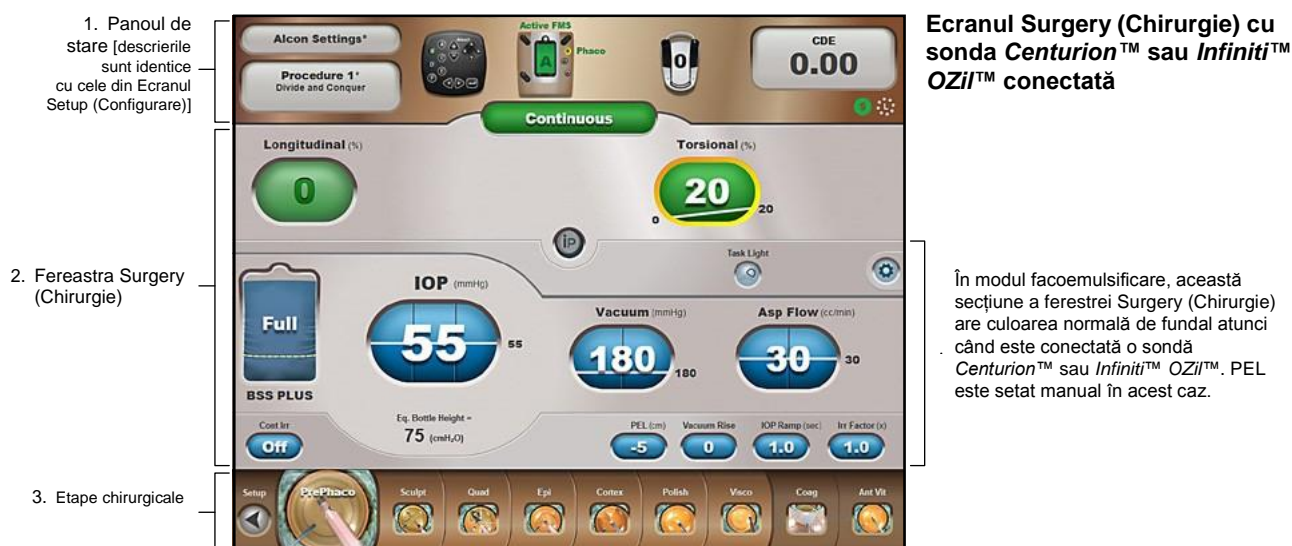 1. Panoul de
stare [descrierile
sunt identice
cu cele din Ecranul
Setup (Configurare)]
Alcon Settings*
Procedure 1*
Divide and Conquer
Active FMS
A
Phaco
0
CDE
0.00
S
L
Ecranul Surgery (Chirurgie) cu
sonda Centurion™ sau Infiniti™
OZil™ conectată
Continuous
2. Fereastra Surgery
(Chirurgie)
Longitudinal (%)
0
Torsional (%)
20
0
20
iP
Task Light
Full
BSS PLUS
IOP (mmHg)
55
55
Eq. Bottle Height =
75 (cmH₂O)
Vacuum (mmHg)
180
180
Asp Flow (cc/min)
30
30
Cont Irr
Off
PEL (cm)
-5
Vacuum Rise
0
IOP Ramp (sec)
1.0
Irr Factor (x)
1.0
În modul facoemulsificare, această
secțiune a ferestrei Surgery (Chirurgie)
are culoarea normală de fundal atunci
. când este conectată o sondă
Centurion™ sau Infiniti™ OZil™. PEL
este setat manual în acest caz.
3. Etape chirurgicale
Setup
PrePhaco
Sculpt
Quad
Epi
Cortex
Polish
Visco
Coag
Ant Vit